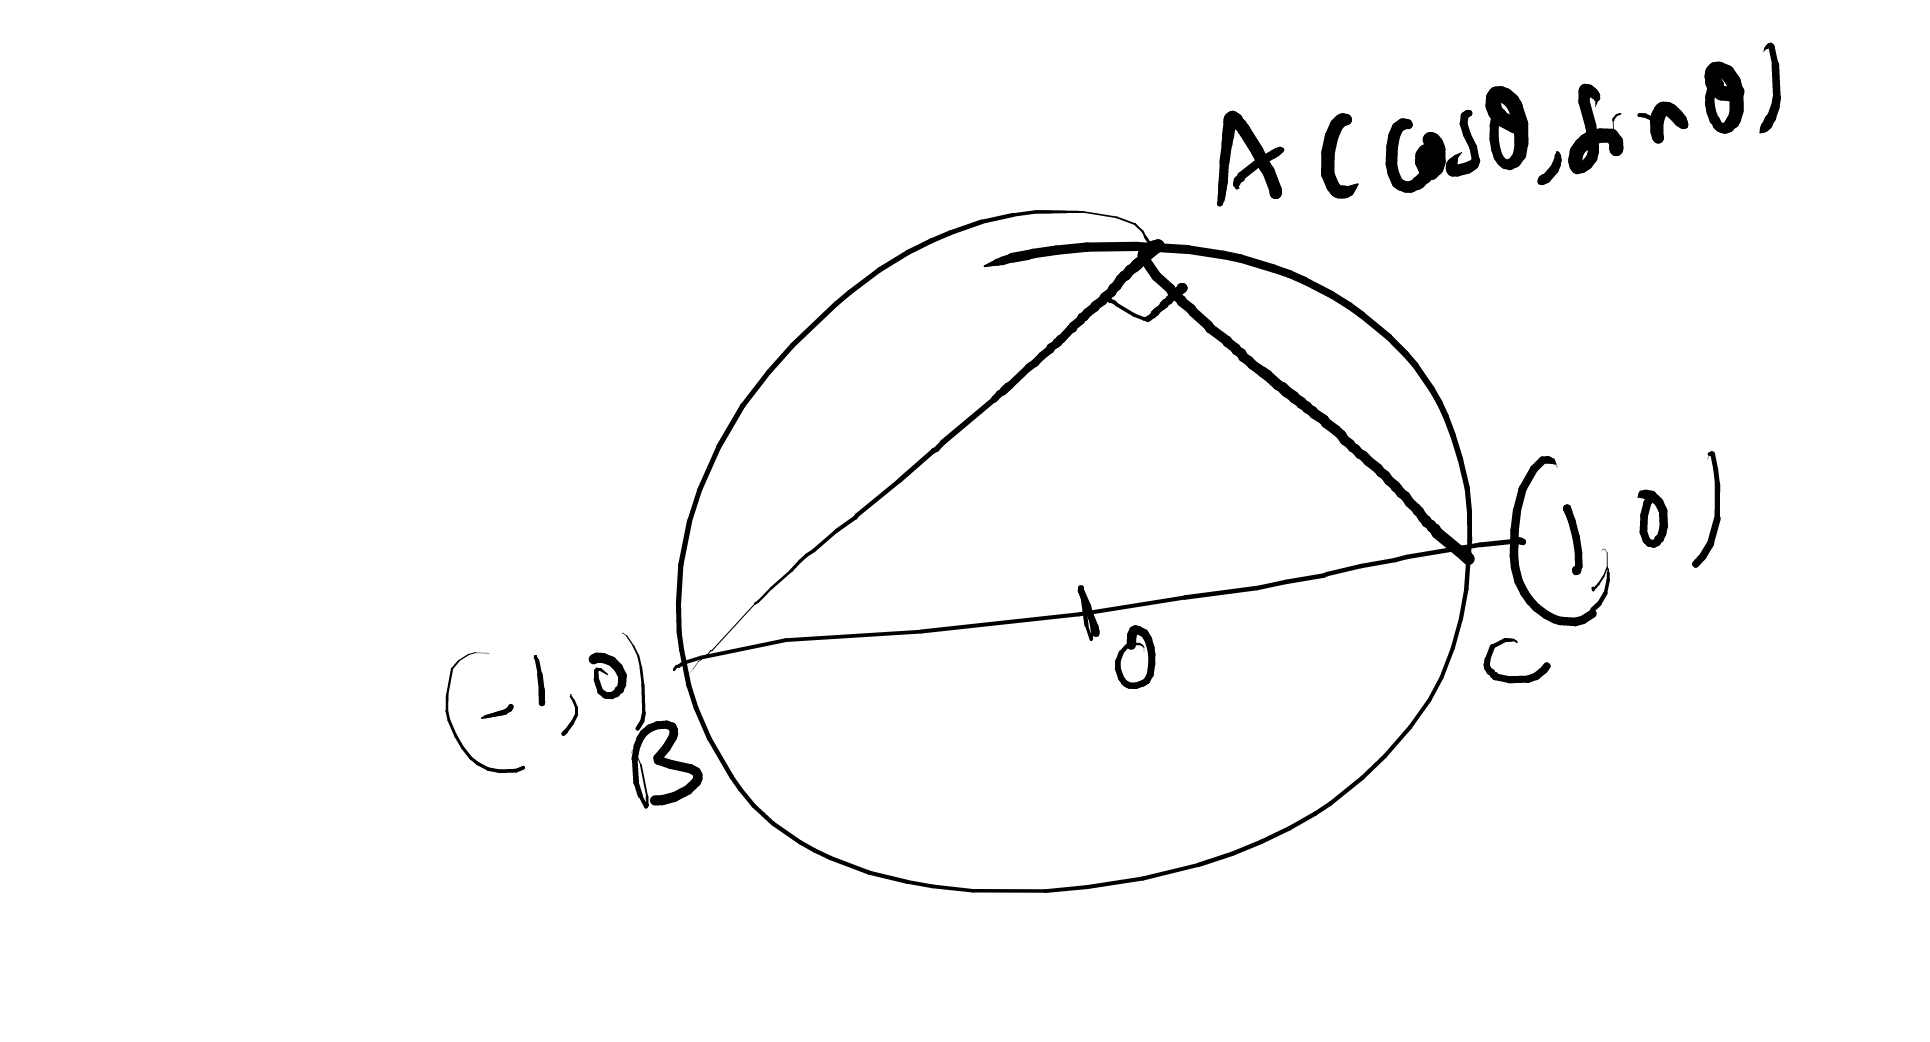 A (cosθ, sinθ)
(1, 0)
O
C
(-1, 0)
B